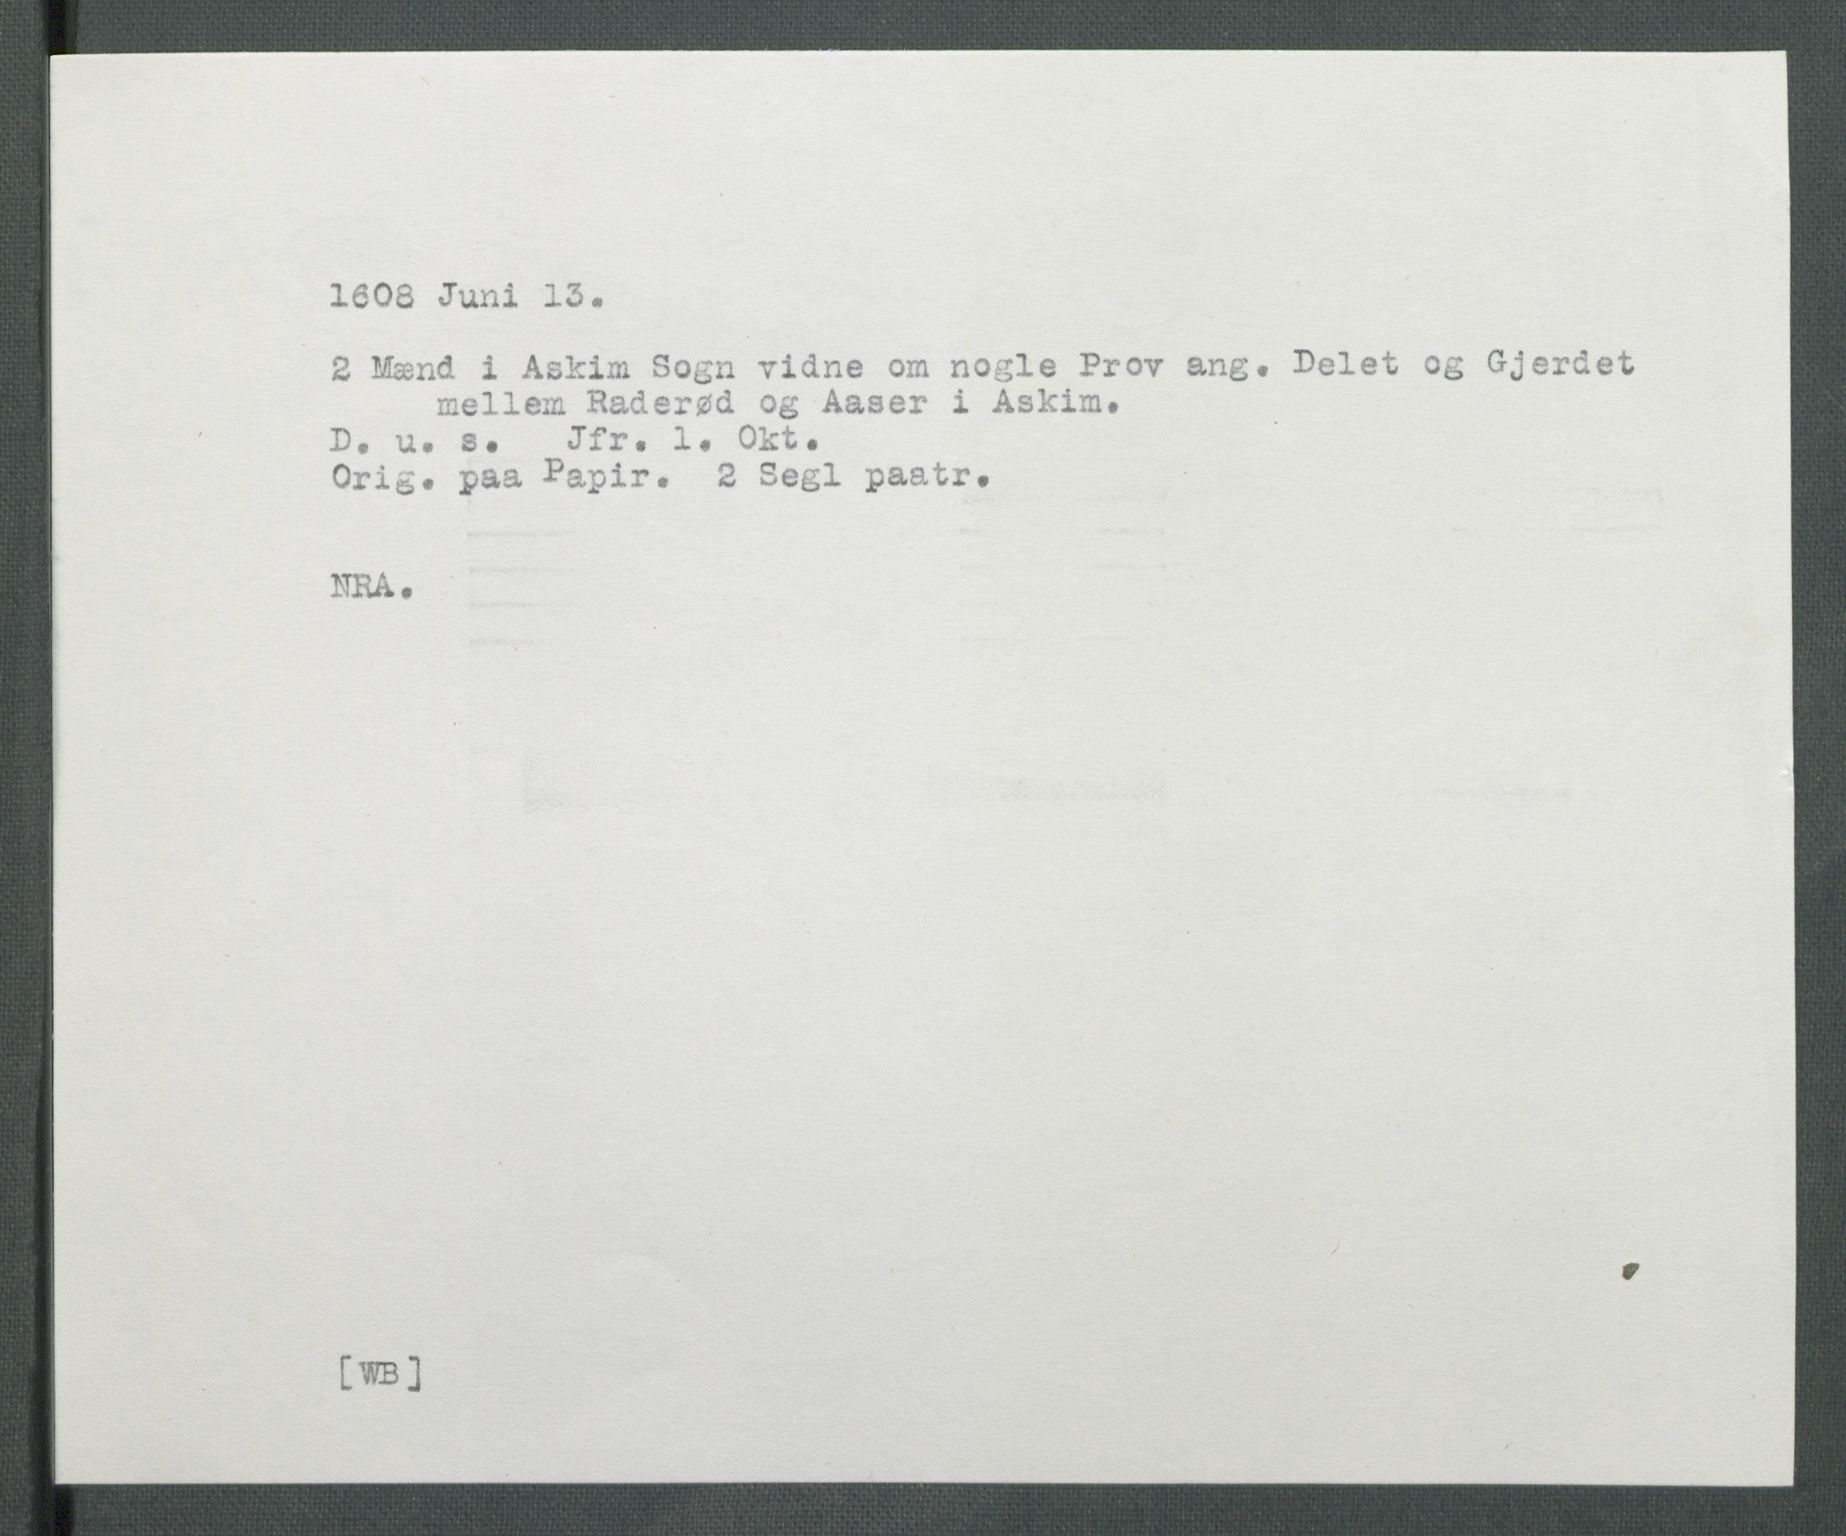 1608 Juni 13.
2 Mænd i Askim Sogn vidne om nogle Prov ang. Delet og Gjerdet
mellem Raderød og Aaser i Askim.
D. u. s. Jfr. 1. Okt.
Orig. paa Papir. 2 Segl paatr.
NRA.
[WB]